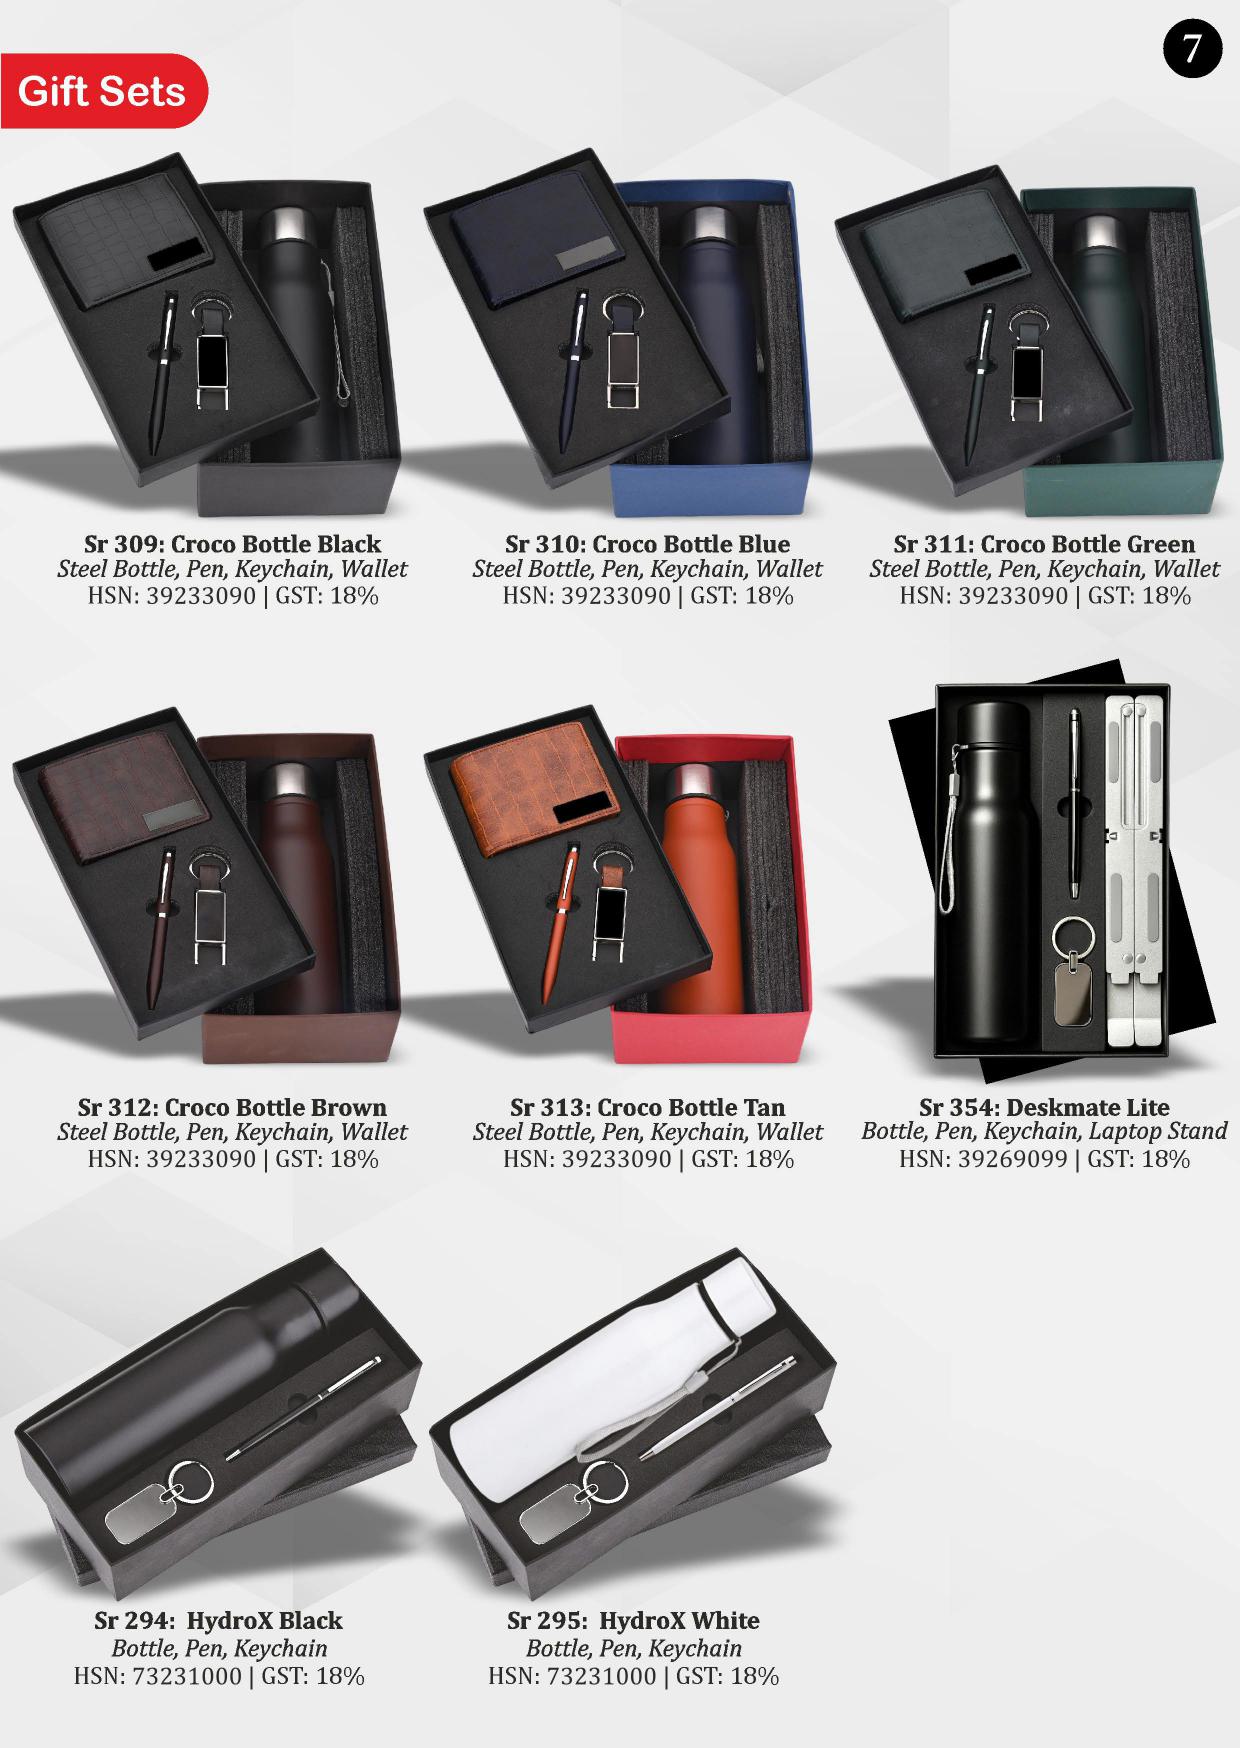 7
Gift Sets
Sr 309: Croco Bottle Black
Steel Bottle, Pen, Keychain, Wallet
HSN: 39233090 | GST: 18%
Sr 310: Croco Bottle Blue
Steel Bottle, Pen, Keychain, Wallet
HSN: 39233090 | GST: 18%
Sr 311: Croco Bottle Green
Steel Bottle, Pen, Keychain, Wallet
HSN: 39233090 | GST: 18%
Sr 312: Croco Bottle Brown
Steel Bottle, Pen, Keychain, Wallet
HSN: 39233090 | GST: 18%
Sr 313: Croco Bottle Tan
Steel Bottle, Pen, Keychain, Wallet
HSN: 39233090 | GST: 18%
Sr 354: Deskmate Lite
Bottle, Pen, Keychain, Laptop Stand
HSN: 39269099 | GST: 18%
Sr 294: HydroX Black
Bottle, Pen, Keychain
HSN: 73231000 | GST: 18%
Sr 295: HydroX White
Bottle, Pen, Keychain
HSN: 73231000 | GST: 18%